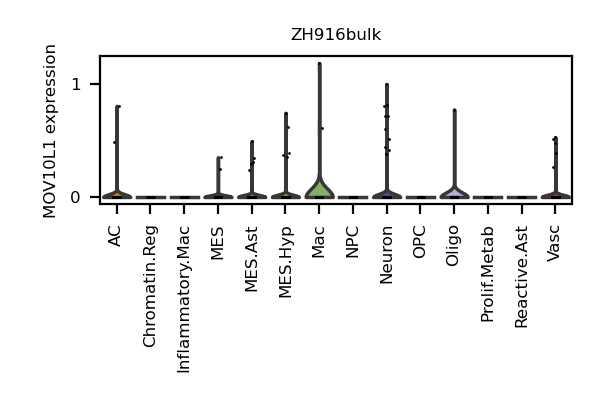 ZH916bulk
MOV10L1 expression
1
0
AC
Chromatin.Reg
Inflammatory.Mac
MES
MES.Ast
MES.Hyp
Mac
NPC
Neuron
OPC
Oligo
Prolif.Metab
Reactive.Ast
Vasc